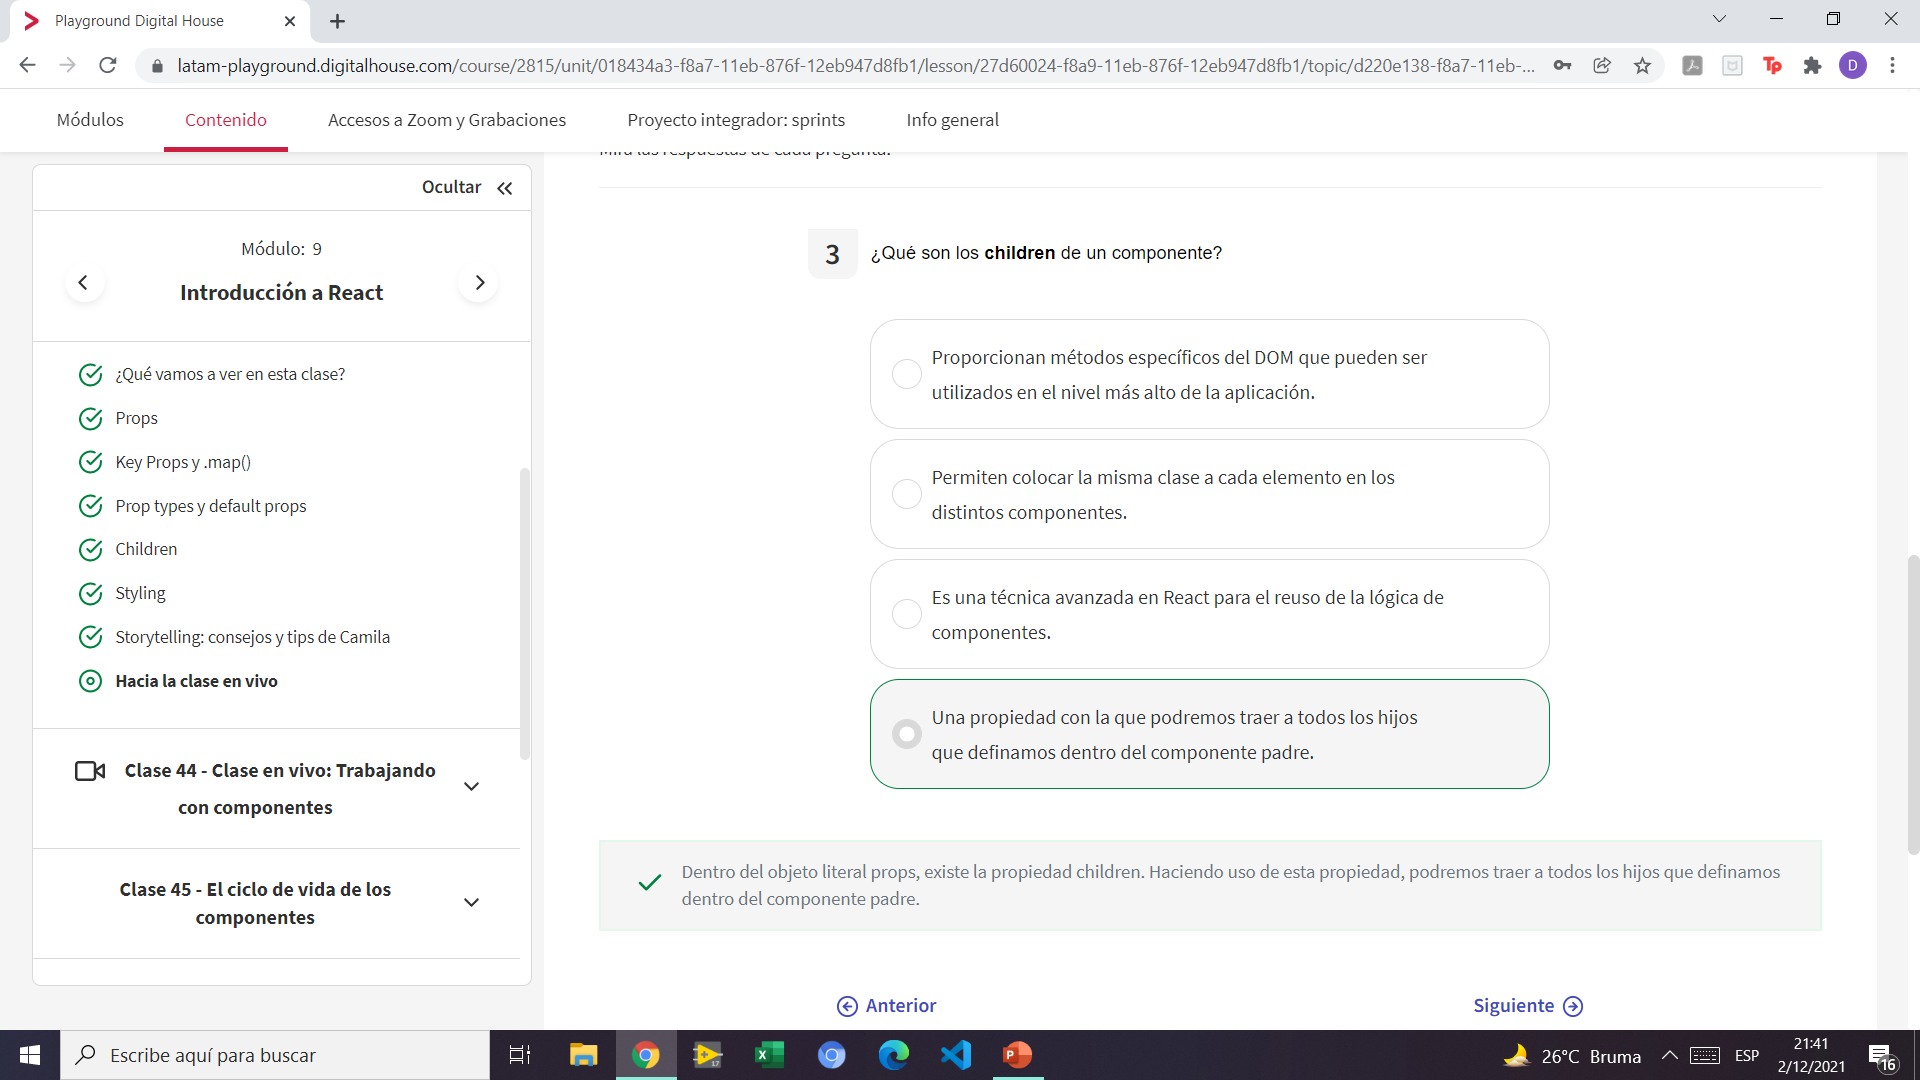 Playground Digital House
latam-playground.digitalhouse.com/course/2815/unit/018434a3-f8a7-11eb-876f-12eb947d8fb1/lesson/27d60024-f8a9-11eb-876f-12eb947d8fb1/topic/d220e138-f8a7-11eb-...
D
Módulos
Contenido
Accesos a Zoom y Grabaciones
Proyecto integrador: sprints
Info general
Ocultar
Módulo: 9
Introducción a React
¿Qué vamos a ver en esta clase?
Props
Key Props y .map()
Prop types y default props
Children
Styling
Storytelling: consejos y tips de Camila
Hacia la clase en vivo
Clase 44 - Clase en vivo: Trabajando
con componentes
Clase 45 - El ciclo de vida de los
componentes
Mirá las respuestas de cada pregunta.
3
¿Qué son los children de un componente?
Proporcionan métodos específicos del DOM que pueden ser
utilizados en el nivel más alto de la aplicación.
Permiten colocar la misma clase a cada elemento en los
distintos componentes.
Es una técnica avanzada en React para el reuso de la lógica de
componentes.
Una propiedad con la que podremos traer a todos los hijos
que definamos dentro del componente padre.
Dentro del objeto literal props, existe la propiedad children. Haciendo uso de esta propiedad, podremos traer a todos los hijos que definamos
dentro del componente padre.
Anterior
Siguiente
Escribe aquí para buscar
26°C Bruma
ESP
21:41
2/12/2021
16